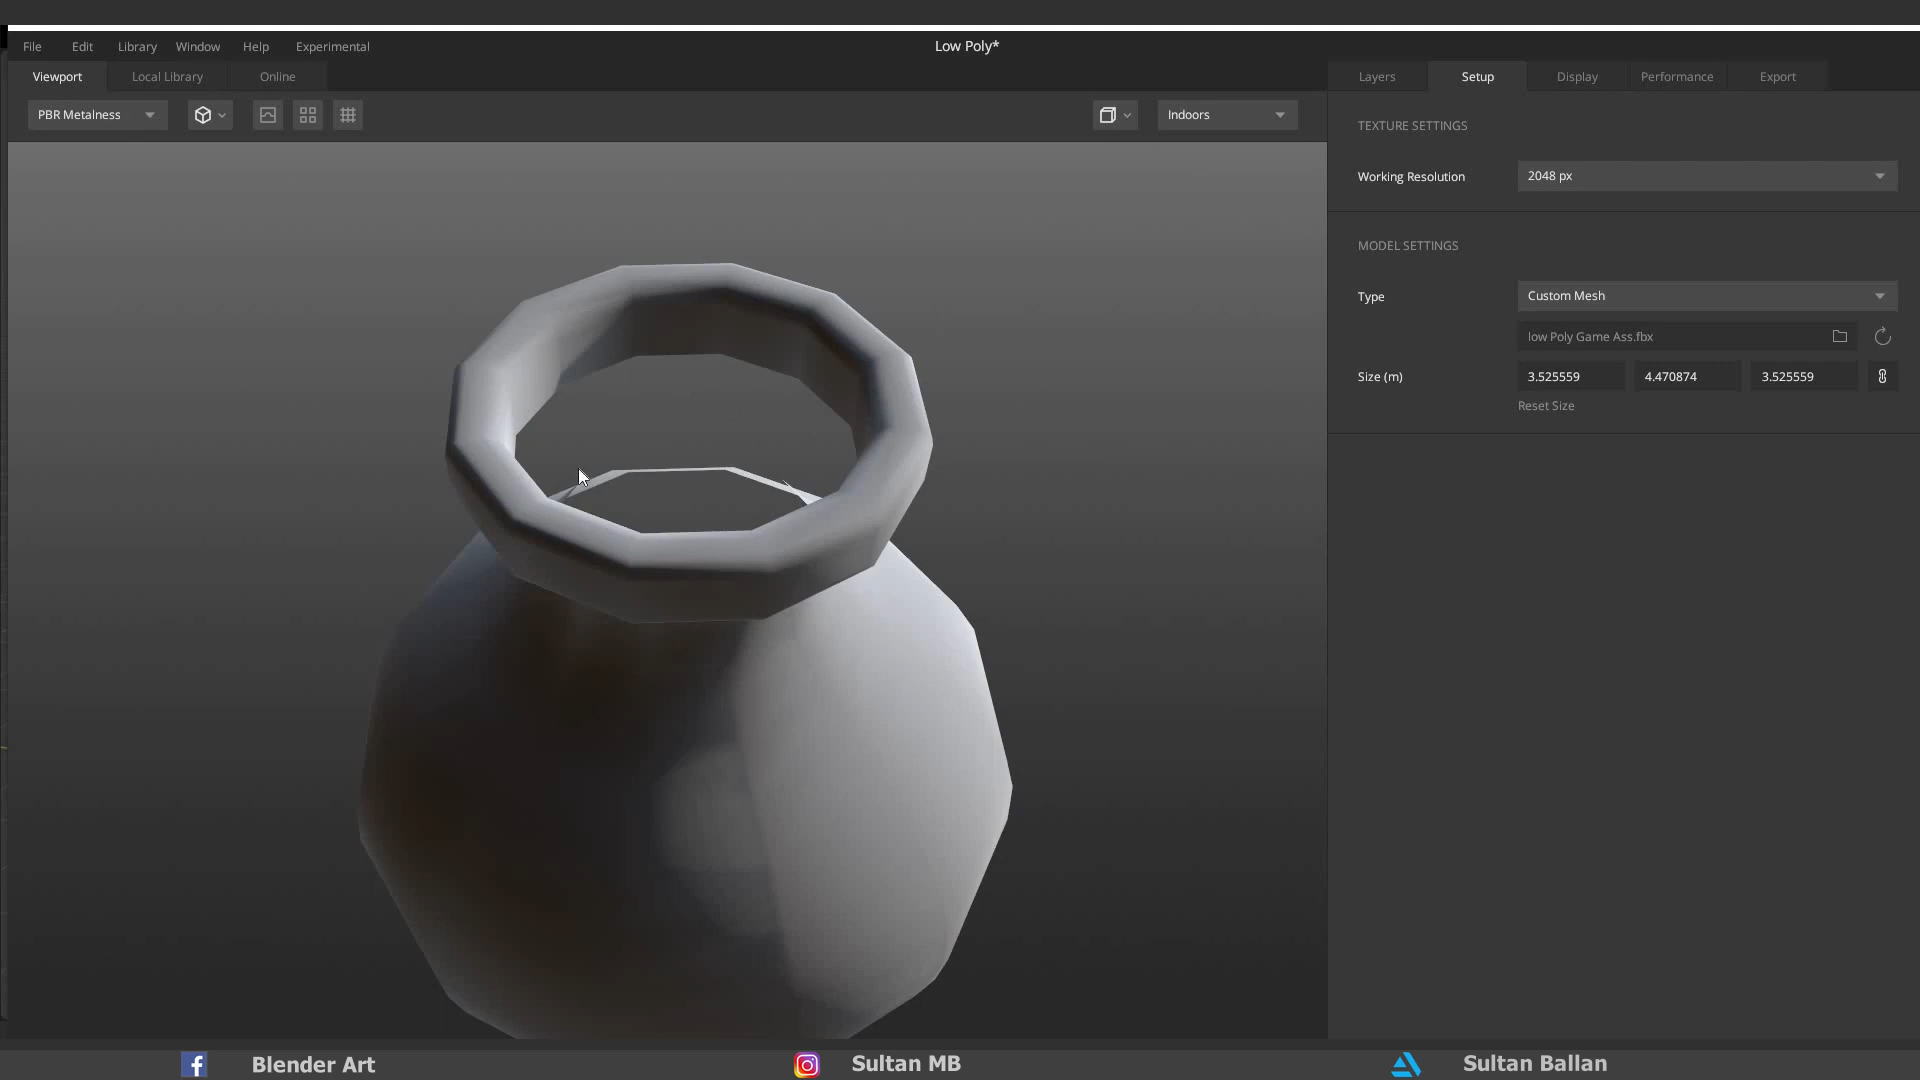 File Edit Library Window Help Experimental Low Poly*
Viewport Local Library Online Layers Setup Display Performance Export
PBR Metalness Indoors
TEXTURE SETTINGS
Working Resolution 2048 px
MODEL SETTINGS
Type Custom Mesh
low Poly Game Ass.fbx
Size (m) 3.525559 4.470874 3.525559
Reset Size
Blender Art Sultan MB Sultan Ballan